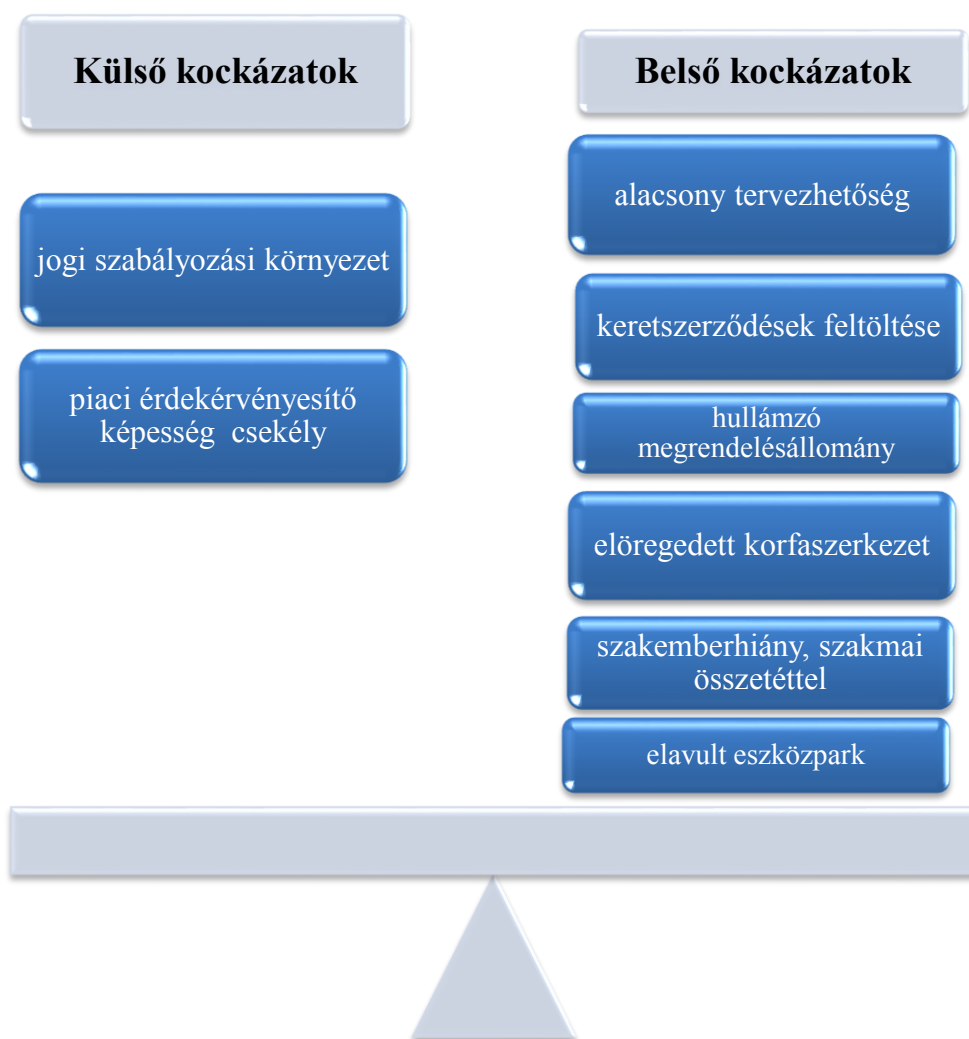 Külső kockázatok
jogi szabályozási környezet
piaci érdekérvényesítő
képesség csekély
Belső kockázatok
alacsony tervezhetőség
keretszerződések feltöltése
hullámzó
megrendelésállomány
elöregedett korfaszerkezet
szakemberhiány, szakmai
összetéttel
elavult eszközpark